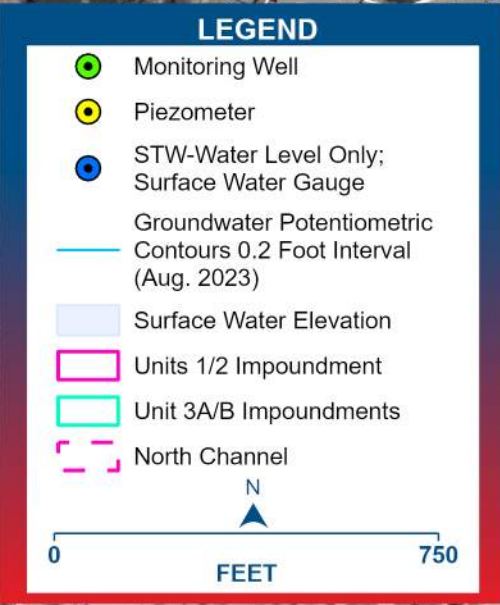 LEGEND
Monitoring Well
Piezometer
STW-Water Level Only;
Surface Water Gauge
Groundwater Potentiometric
Contours 0.2 Foot Interval
(Aug. 2023)
Surface Water Elevation
Units 1/2 Impoundment
Unit 3A/B Impoundments
North Channel
N
0 750
FEET